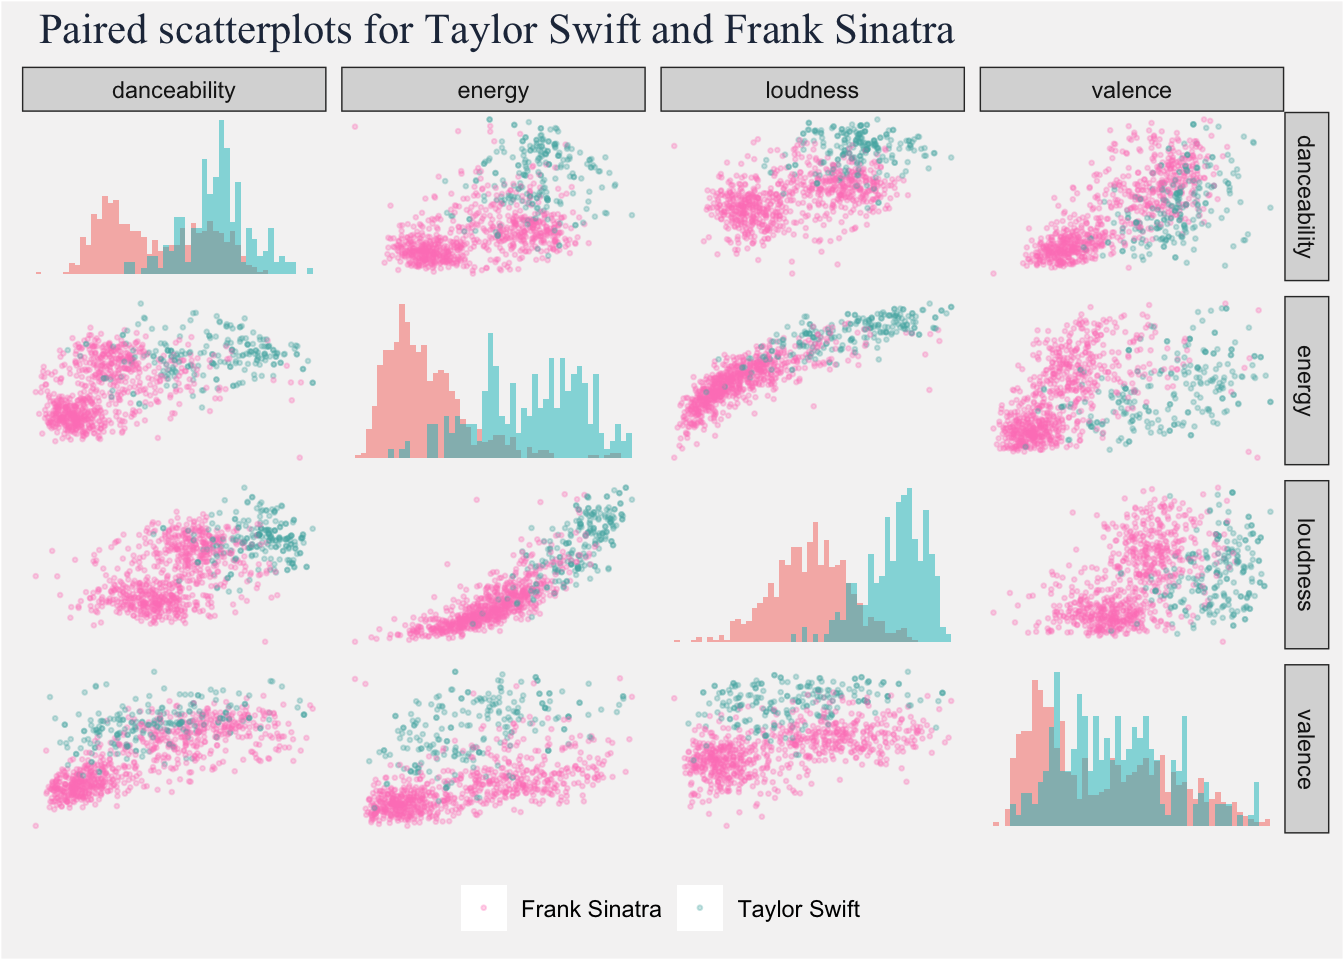 Paired scatterplots for Taylor Swift and Frank Sinatra
danceability energy loudness valence
danceability
energy
loudness
valence
Frank Sinatra Taylor Swift